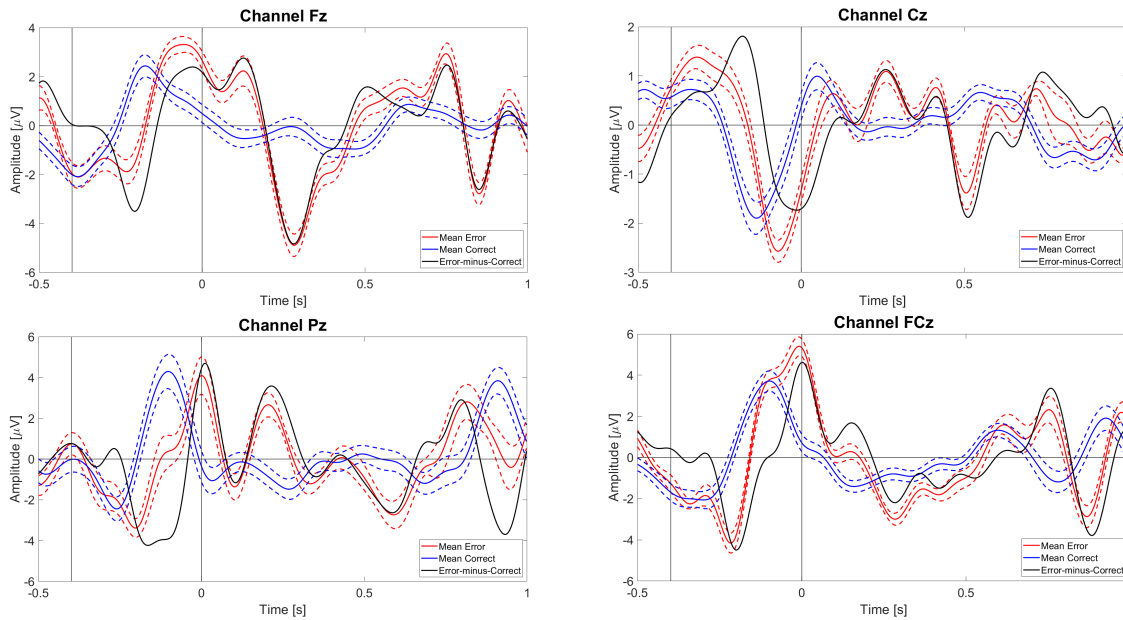 Channel Fz
Amplitude [μV]
4
2
0
-2
-4
-6
-0.5
0
0.5
1
Time [s]
Mean Error
Mean Correct
Error-minus-Correct
Channel Cz
Amplitude [μV]
2
1
0
-1
-2
-3
-0.5
0
0.5
Time [s]
Mean Error
Mean Correct
Error-minus-Correct
Channel Pz
Amplitude [μV]
6
4
2
0
-2
-4
-6
-0.5
0
0.5
1
Time [s]
Mean Error
Mean Correct
Error-minus-Correct
Channel FCz
Amplitude [μV]
6
4
2
0
-2
-4
-6
-0.5
0
0.5
Time [s]
Mean Error
Mean Correct
Error-minus-Correct